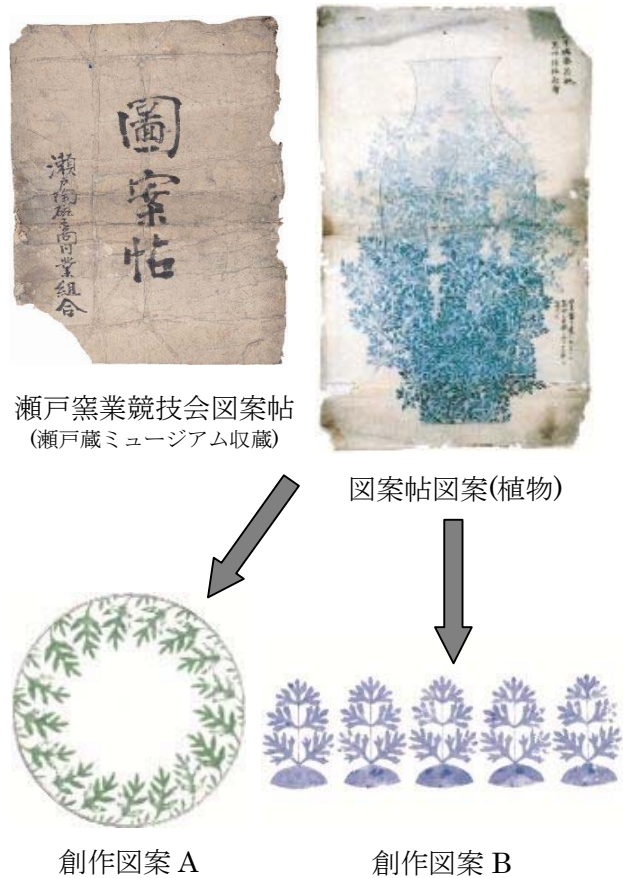 圖案帖
瀬戸陶磁工商同業組合
瀬戸窯業競技会図案帖
(瀬戸蔵ミュージアム収蔵)
図案帖図案(植物)
創作図案 A
創作図案 B